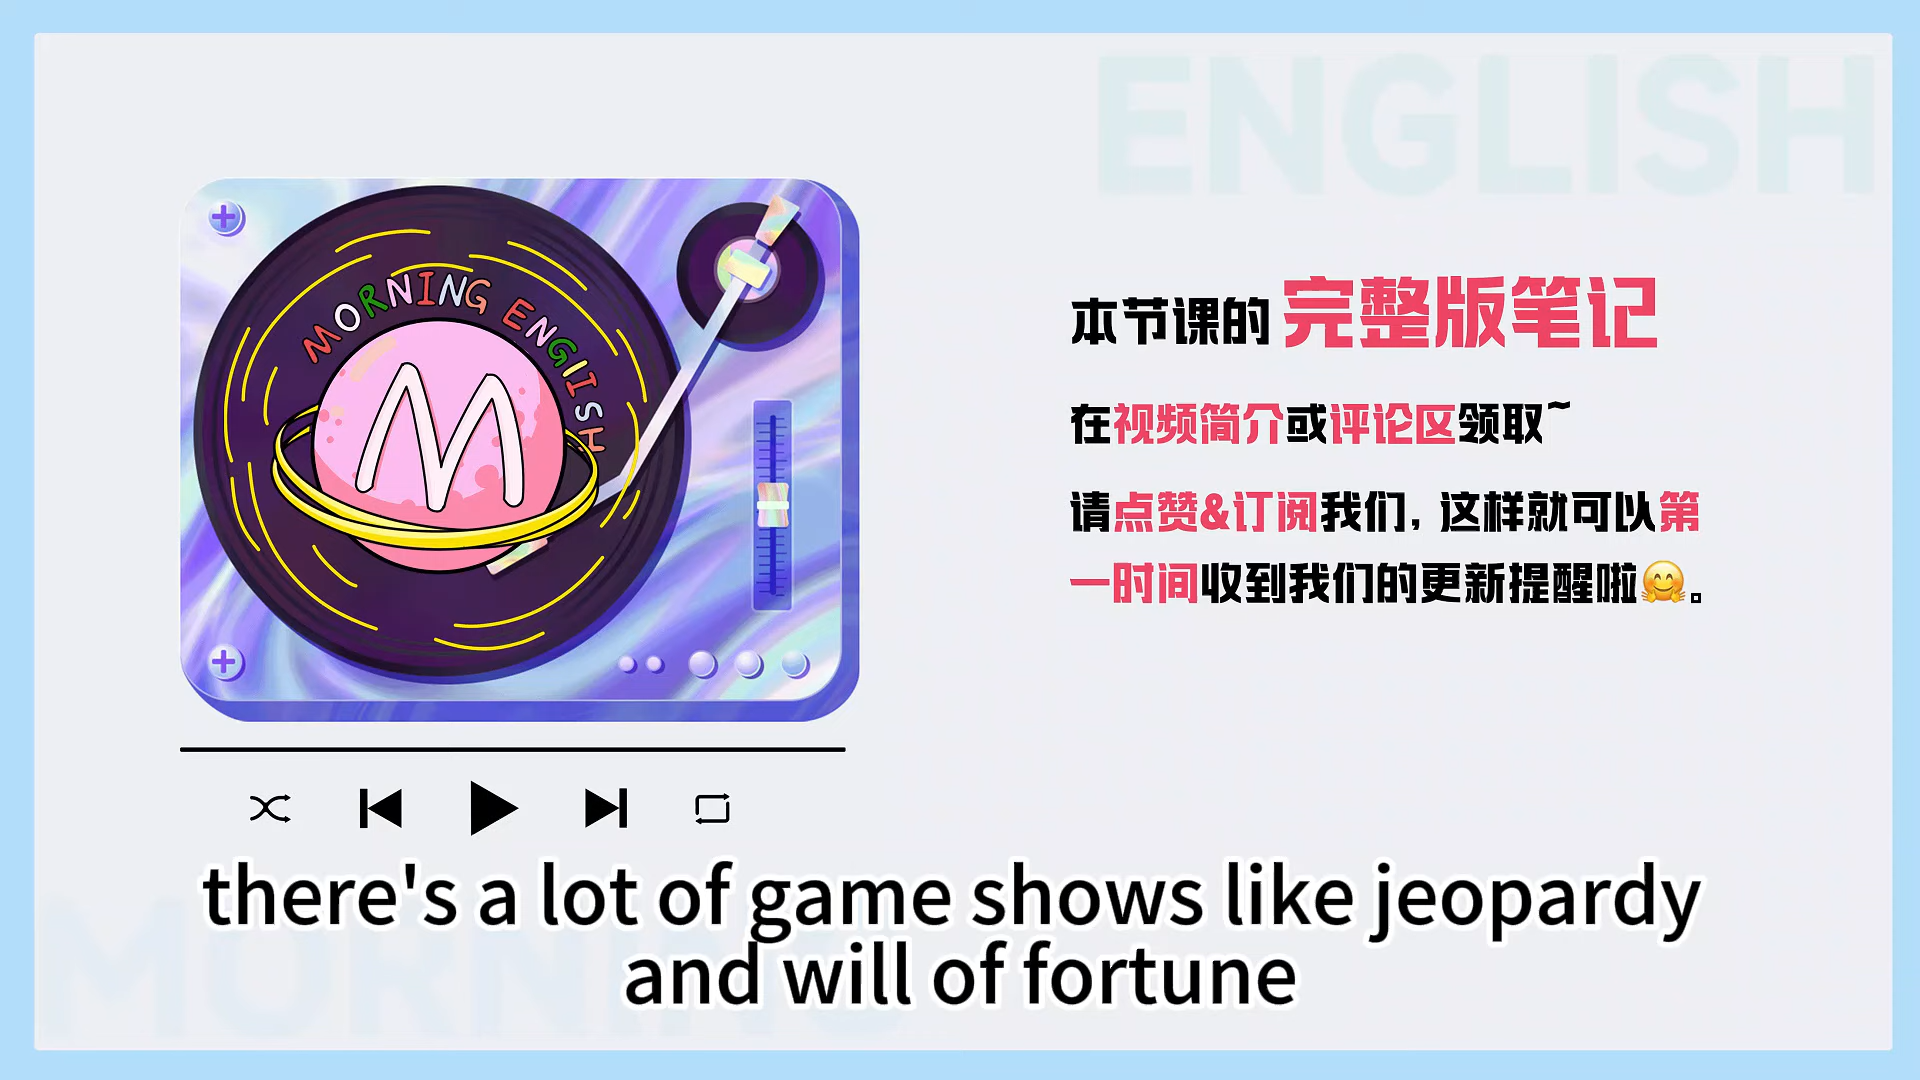 ENGLISH
MORNING ENGLISH
M
本节课的完整版笔记
在视频简介或评论区领取~
请点赞&订阅我们,这样就可以第
一时间收到我们的更新提醒啦🤗。
MORNING
there's a lot of game shows like jeopardy
and will of fortune